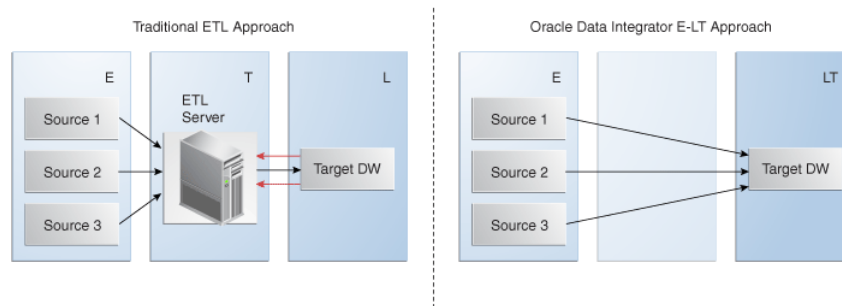 Traditional ETL Approach
E
T
L
Source 1
Source 2
Source 3
ETL
Server
Target DW
Oracle Data Integrator E-LT Approach
E
LT
Source 1
Source 2
Source 3
Target DW